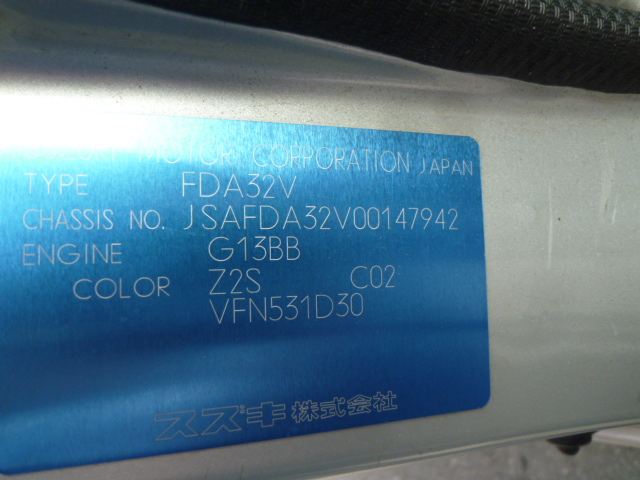 MOTOR CORPORATION JAPAN
TYPE FDA32V
CHASSIS NO. JSAFDA32V00147942
ENGINE G13BB
COLOR Z2S C02
VFN531D30
スズキ株式会社